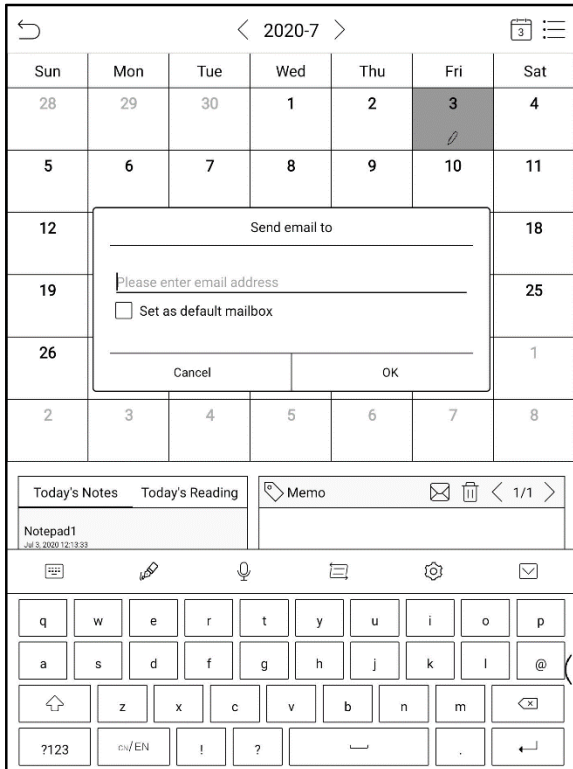 2020-7 3
Sun Mon Tue Wed Thu Fri Sat
28 29 30 1 2 3 4
5 6 7 8 9 10 11
12 18
Send email to
Please enter email address
19 25
Set as default mailbox
26 1
Cancel OK
2 3 4 5 6 7 8
Today's Notes Today's Reading Memo 1/1
Notepad1
Jul 3, 2020 12:13:33
q w e r t y u i o p
a s d f g h j k l @
z x c v b n m
?123 CN/EN ! ? .